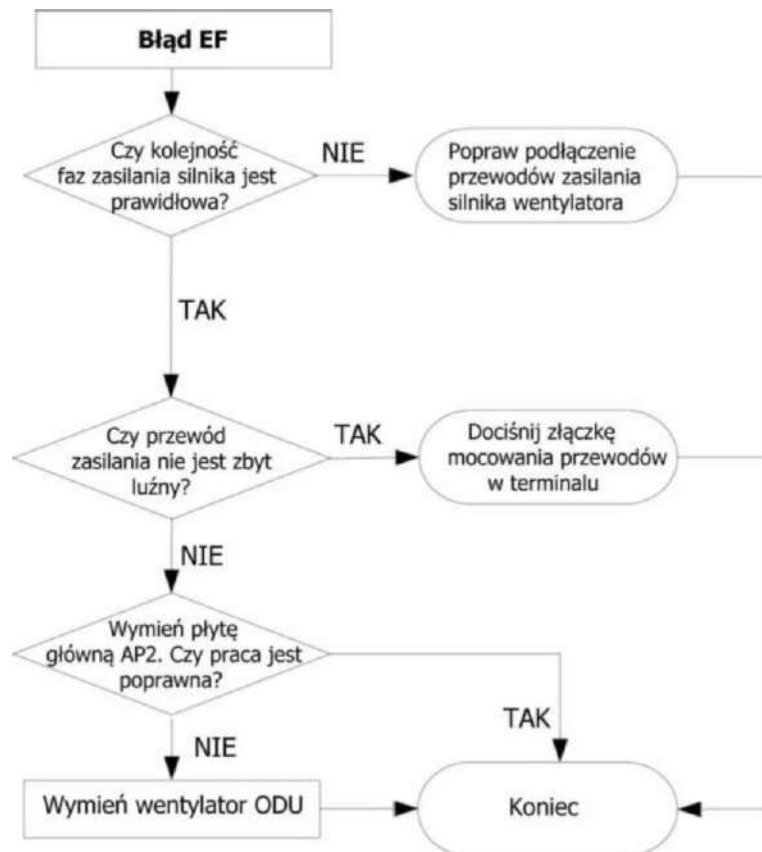 Błąd EF
Czy kolejność
faz zasilania silnika jest
prawidłowa?
NIE
Popraw podłączenie
przewodów zasilania
silnika wentylatora
TAK
Czy przewód
zasilania nie jest zbyt
luźny?
TAK
Dociśnij złączkę
mocowania przewodów
w terminalu
NIE
Wymień płytę
główną AP2. Czy praca jest
poprawna?
TAK
NIE
Wymień wentylator ODU
Koniec